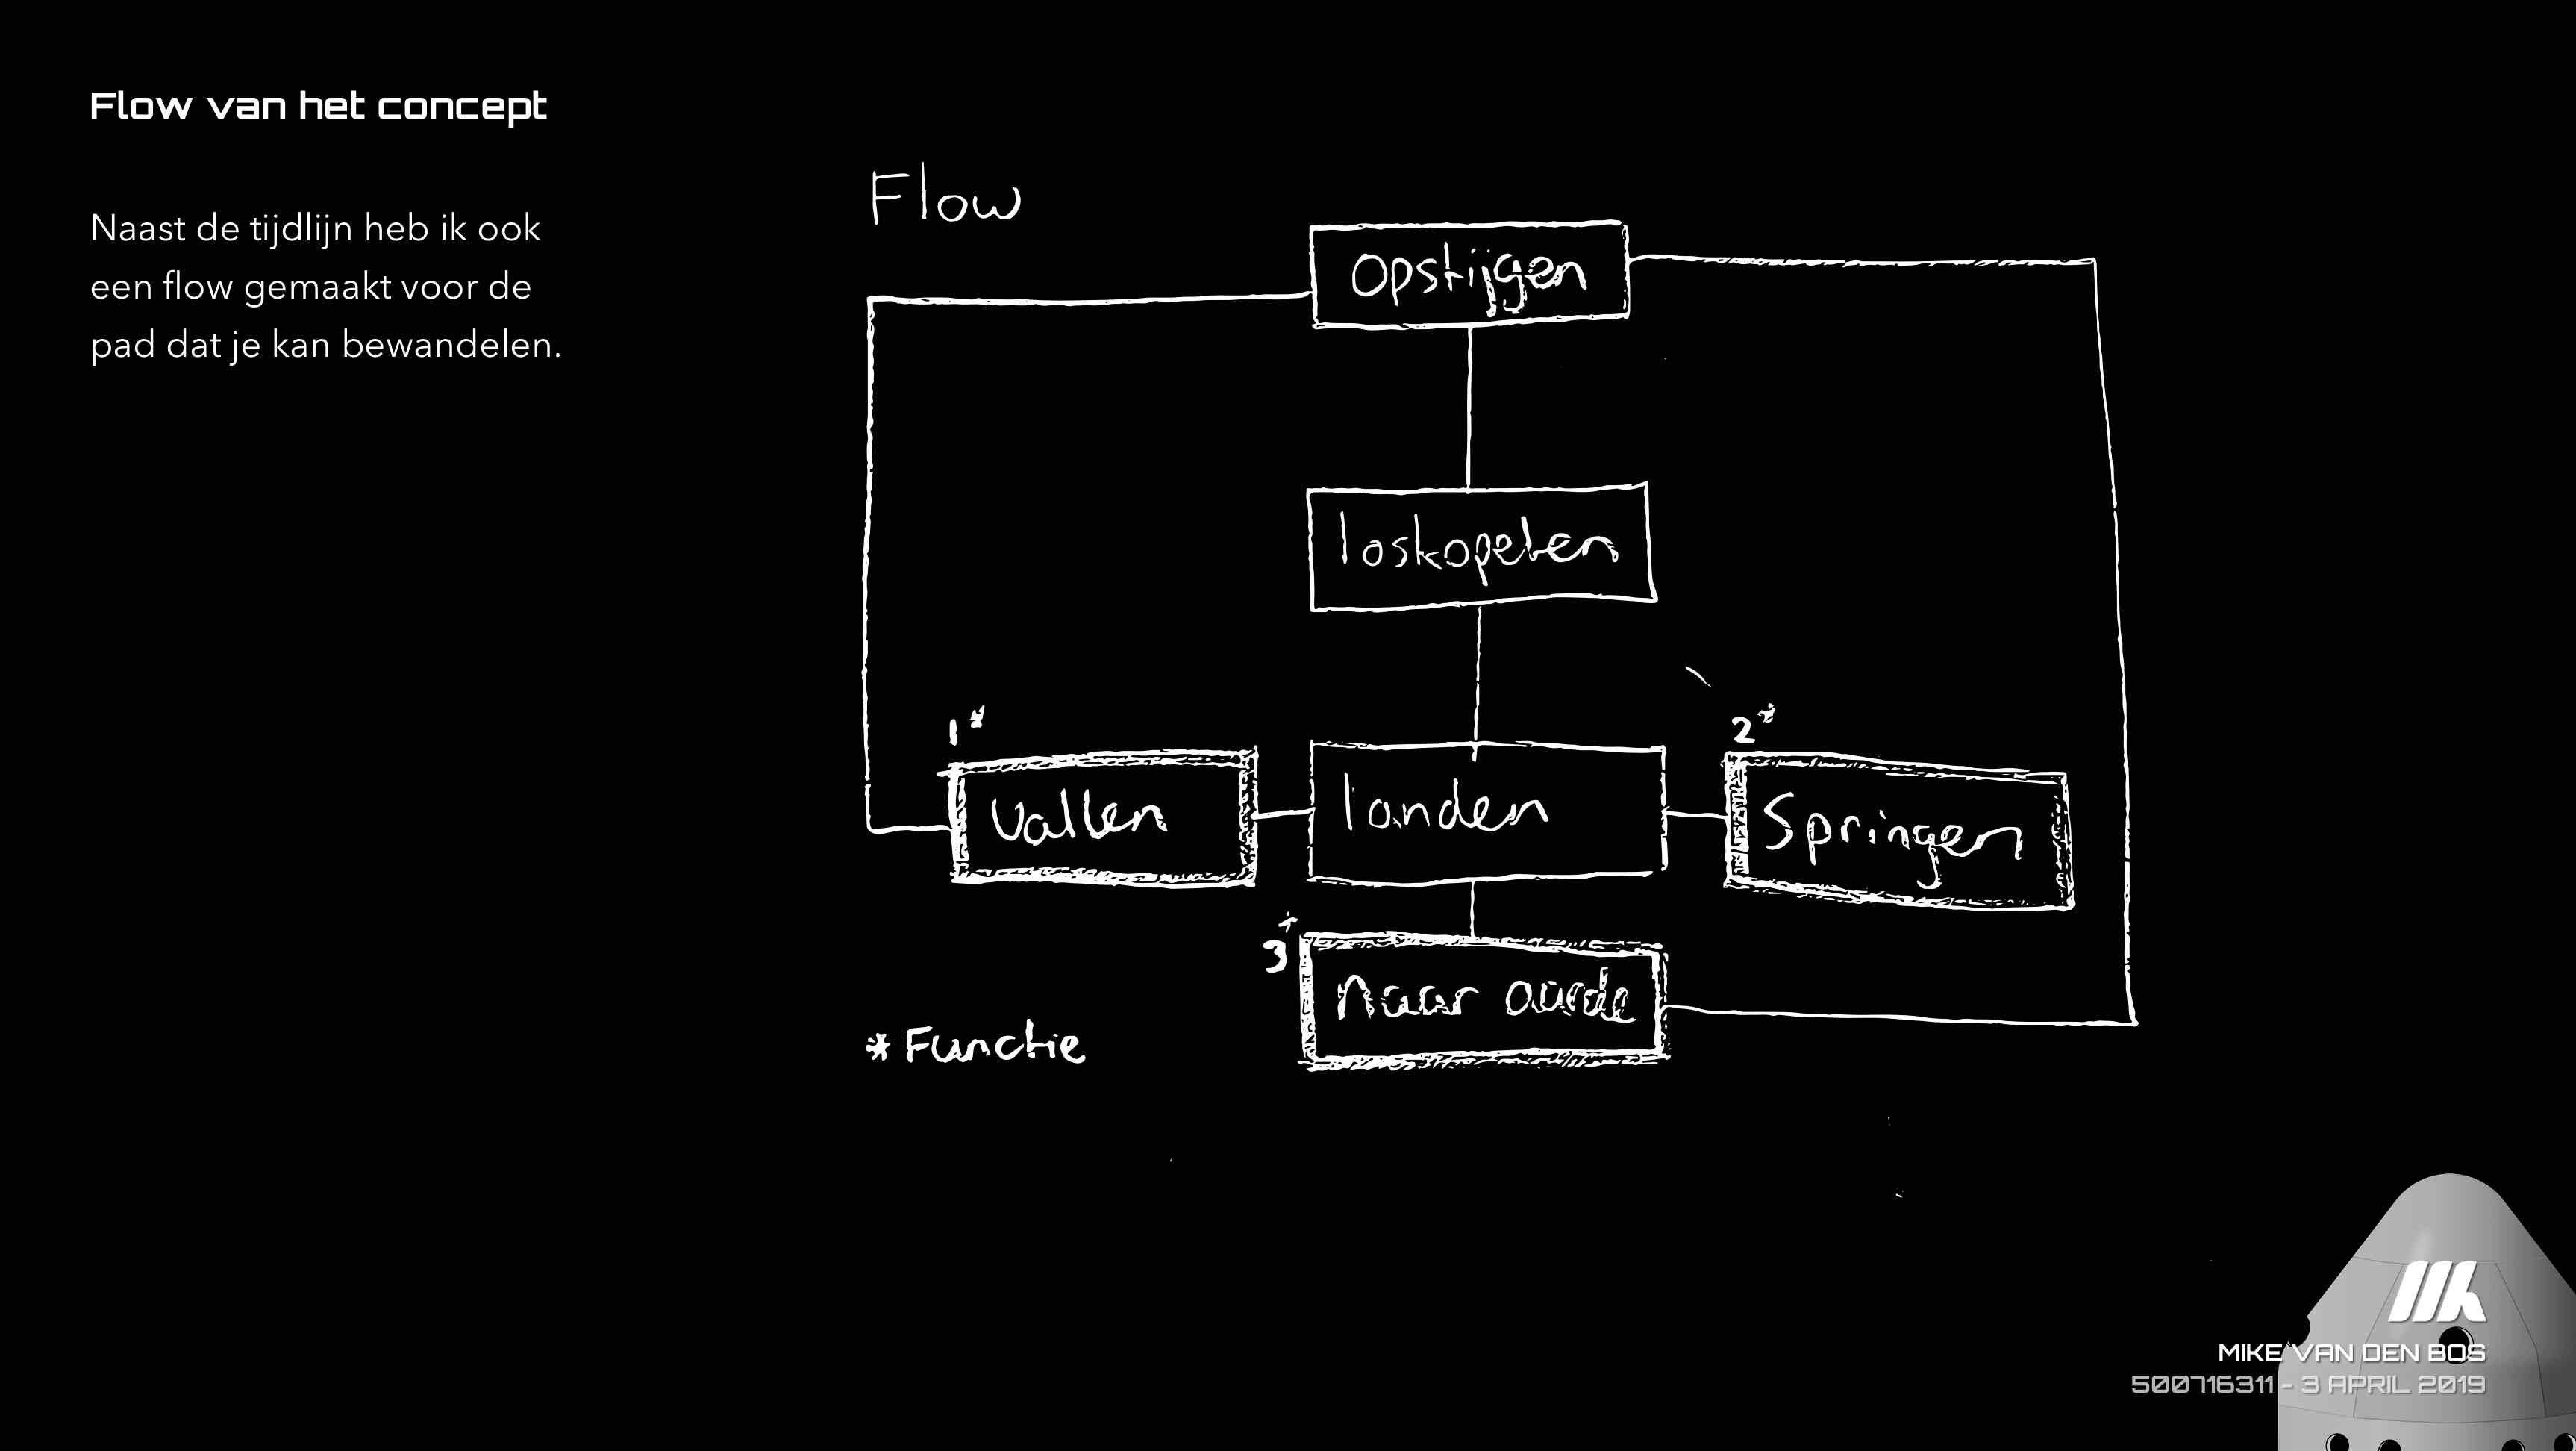 Flow van het concept
Naast de tijdlijn heb ik ook
een flow gemaakt voor de
pad dat je kan bewandelen.
Flow
Opstijgen
loskopelen
1*
2*
Vallen
landen
Springen
3*
Naar aarde
* Functie
MIKE VAN DEN BOS
500716311 - 3 APRIL 2019